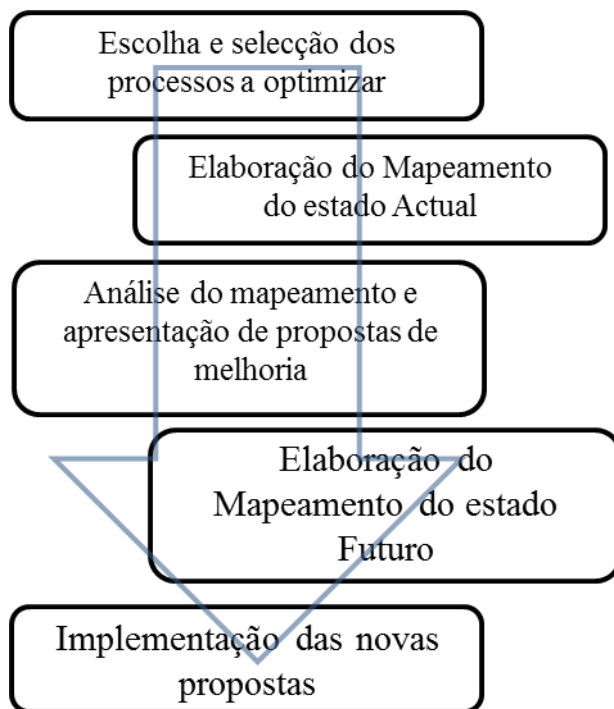 Escolha e selecção dos
processos a optimizar
Elaboração do Mapeamento
do estado Actual
Análise do mapeamento e
apresentação de propostas de
melhoria
Elaboração do
Mapeamento do estado
Futuro
Implementação das novas
propostas